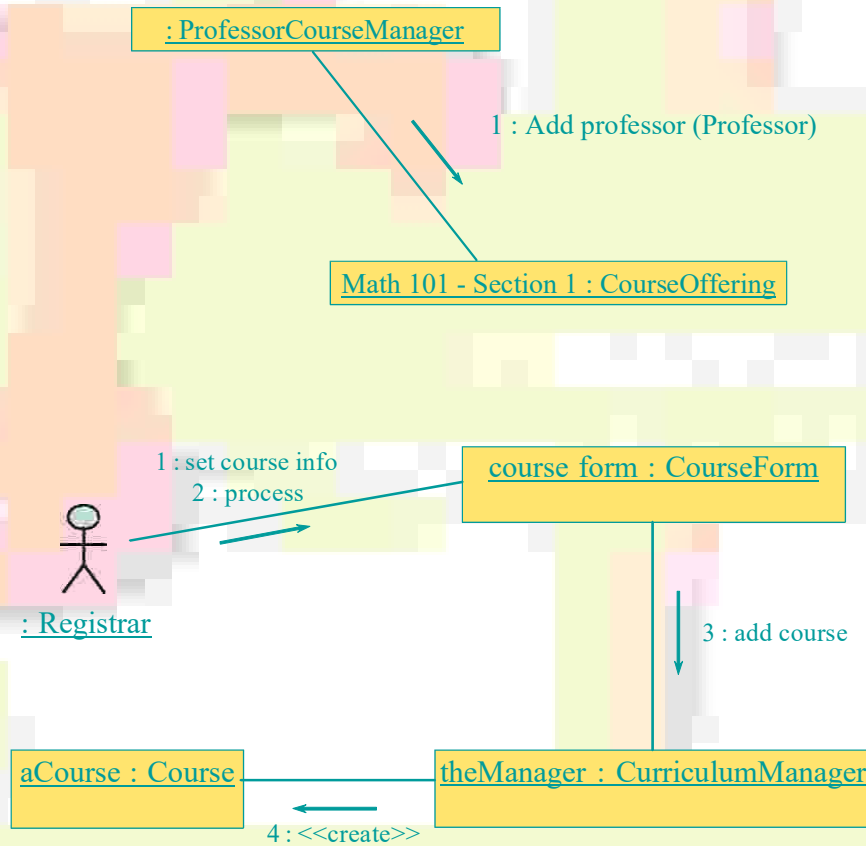 : ProfessorCourseManager
1 : Add professor (Professor)
Math 101 - Section 1 : CourseOffering
1 : set course info
2 : process
course form : CourseForm
: Registrar
3 : add course
aCourse : Course
theManager : CurriculumManager
4 : <<create>>